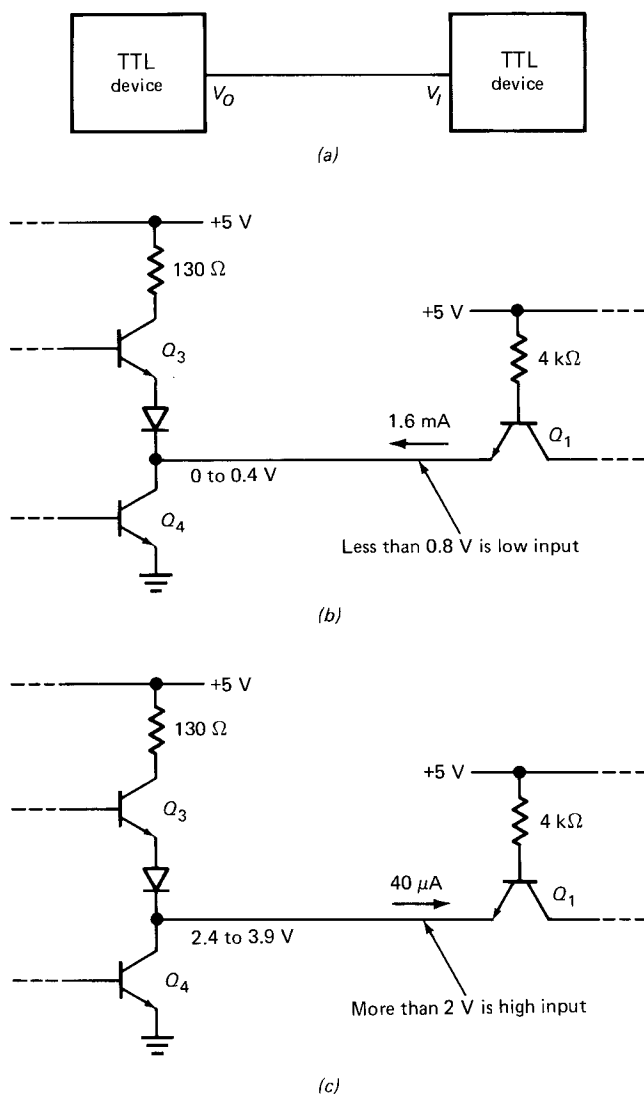 TTL
device
TTL
device
V_O
V_I
(a)
+5 V
130 Ω
Q_3
+5 V
4 kΩ
1.6 mA
Q_1
0 to 0.4 V
Q_4
Less than 0.8 V is low input
(b)
+5 V
130 Ω
Q_3
+5 V
4 kΩ
40 μA
Q_1
2.4 to 3.9 V
Q_4
More than 2 V is high input
(c)